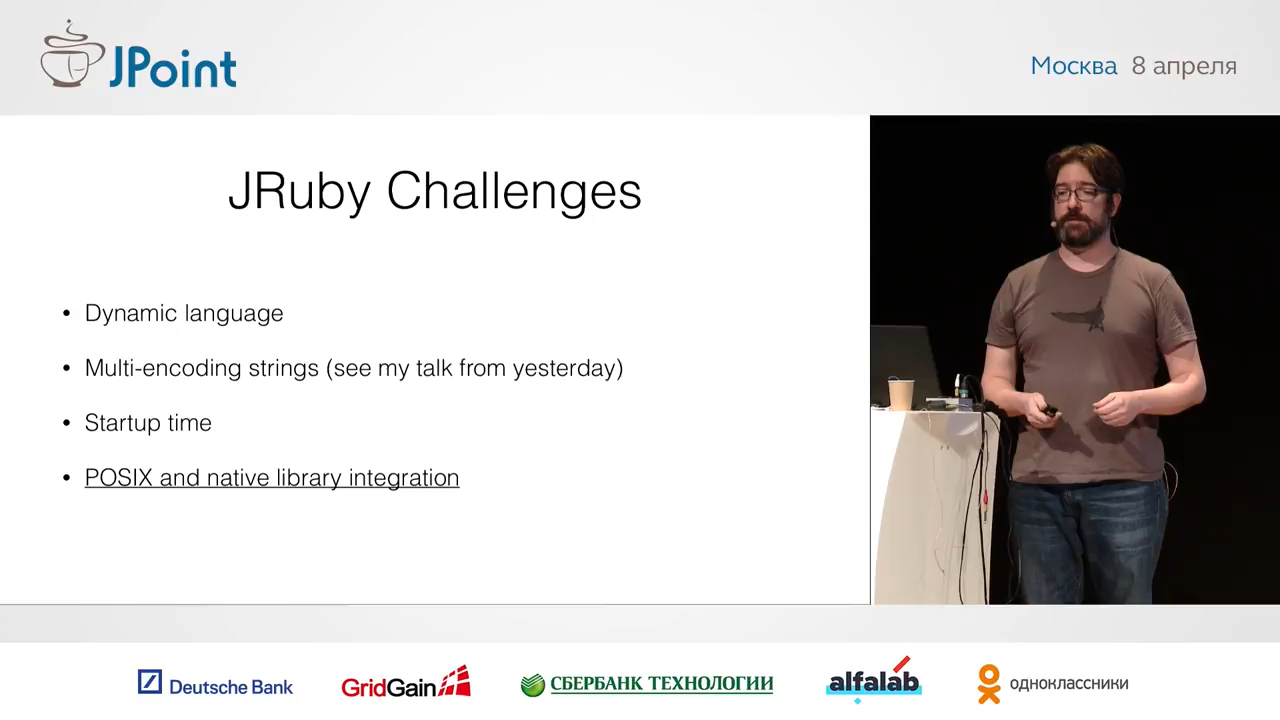 JPoint
Москва 8 апреля
JRuby Challenges
• Dynamic language
• Multi-encoding strings (see my talk from yesterday)
• Startup time
• POSIX and native library integration
Deutsche Bank
GridGain
СБЕРБАНК ТЕХНОЛОГИИ
alfalab
одноклассники